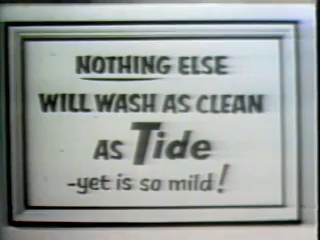 NOTHING ELSE
WILL WASH AS CLEAN
AS Tide
-yet is so mild!